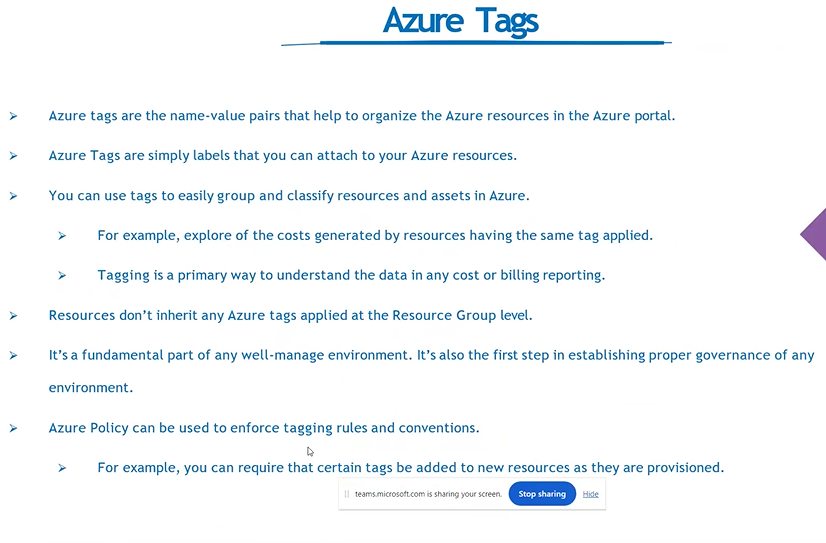 Azure Tags
Azure tags are the name-value pairs that help to organize the Azure resources in the Azure portal.
Azure Tags are simply labels that you can attach to your Azure resources.
You can use tags to easily group and classify resources and assets in Azure.
For example, explore of the costs generated by resources having the same tag applied.
Tagging is a primary way to understand the data in any cost or billing reporting.
Resources don't inherit any Azure tags applied at the Resource Group level.
It's a fundamental part of any well-manage environment. It's also the first step in establishing proper governance of any
environment.
Azure Policy can be used to enforce tagging rules and conventions.
For example, you can require that certain tags be added to new resources as they are provisioned.
teams.microsoft.com is sharing your screen. Stop sharing Hide